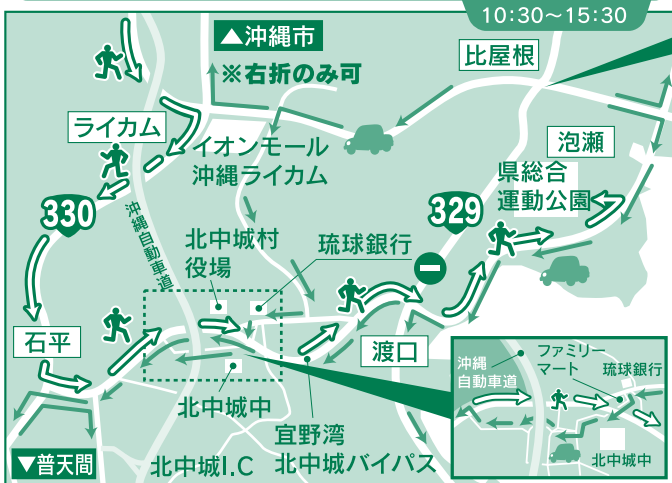 10:30〜15:30
▲沖縄市
※右折のみ可
比屋根
ライカム
イオンモール
沖縄ライカム
泡瀬
県総合
運動公園
330
329
沖縄自動車道
北中城村
役場
琉球銀行
石平
渡口
北中城中
宜野湾
北中城バイパス
▼普天間
北中城I.C
沖縄
自動車道
ファミリー
マート
琉球銀行
北中城中